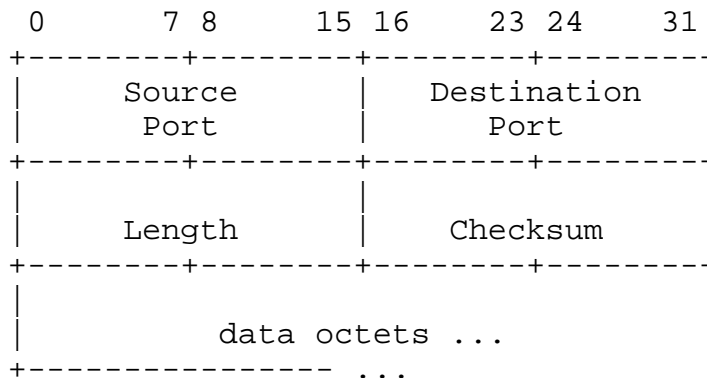 0      7 8     15 16    23 24    31
+--------+--------+--------+--------
|     Source      |   Destination
|      Port       |      Port
+--------+--------+--------+--------
|                 |
|     Length      |    Checksum
+--------+--------+--------+--------
|
|          data octets ...
+---------------- ...